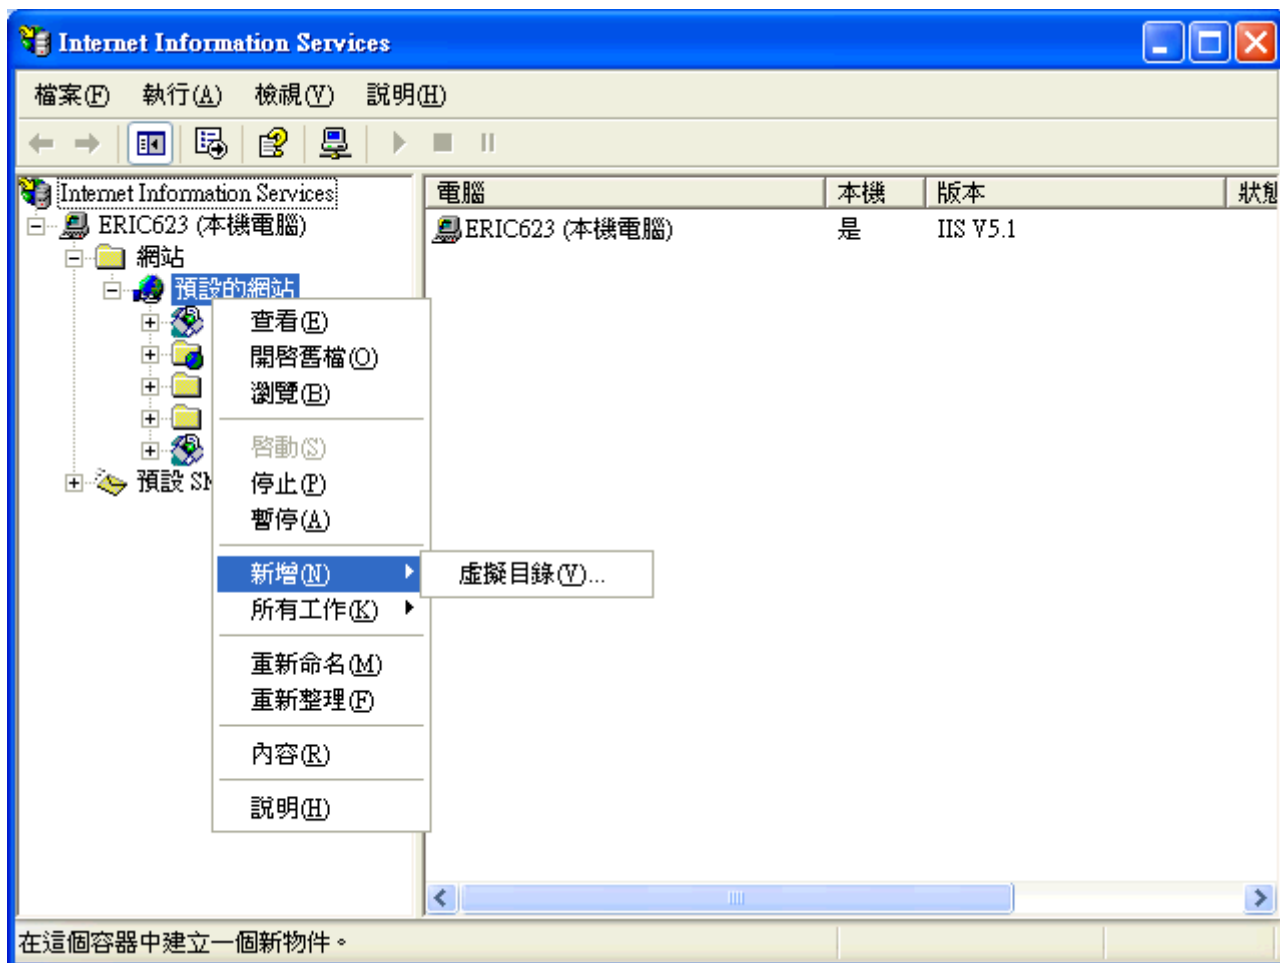 Internet Information Services
檔案(F) 執行(A) 檢視(V) 說明(H)
Internet Information Services
ERIC623 (本機電腦)
網站
預設的網站
預設
電腦 本機 版本 狀態
ERIC623 (本機電腦) 是 IIS V5.1
查看(E)
開啓舊檔(O)
瀏覽(B)
啓動(S)
停止(P)
暫停(A)
新增(N)
虛擬目錄(V)...
所有工作(K)
重新命名(M)
重新整理(F)
內容(R)
說明(H)
在這個容器中建立一個新物件。